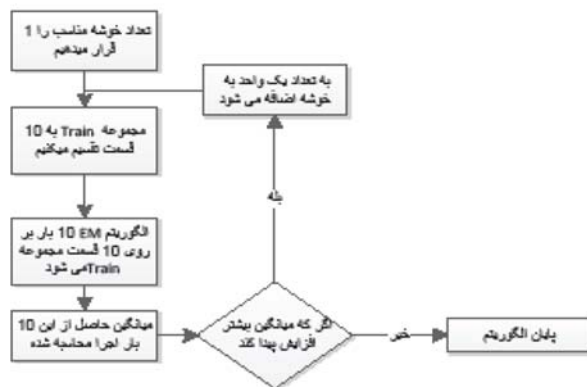 تعداد خوشه مناسب را 1
قرار میدهیم
به تعداد یک واحد به
خوشه اضافه می شود
مجموعه Train به 10
قسمت تقسیم میکنیم
بله
الگوریتم EM 10 بار بر
روی 10 قسمت مجموعه
Trainمی شود
میانگین حاصل از این 10
بار اجرا محاسبه شده
اگر که میانگین بیشتر
افزایش پیدا کند
خیر
پایان الگوریتم